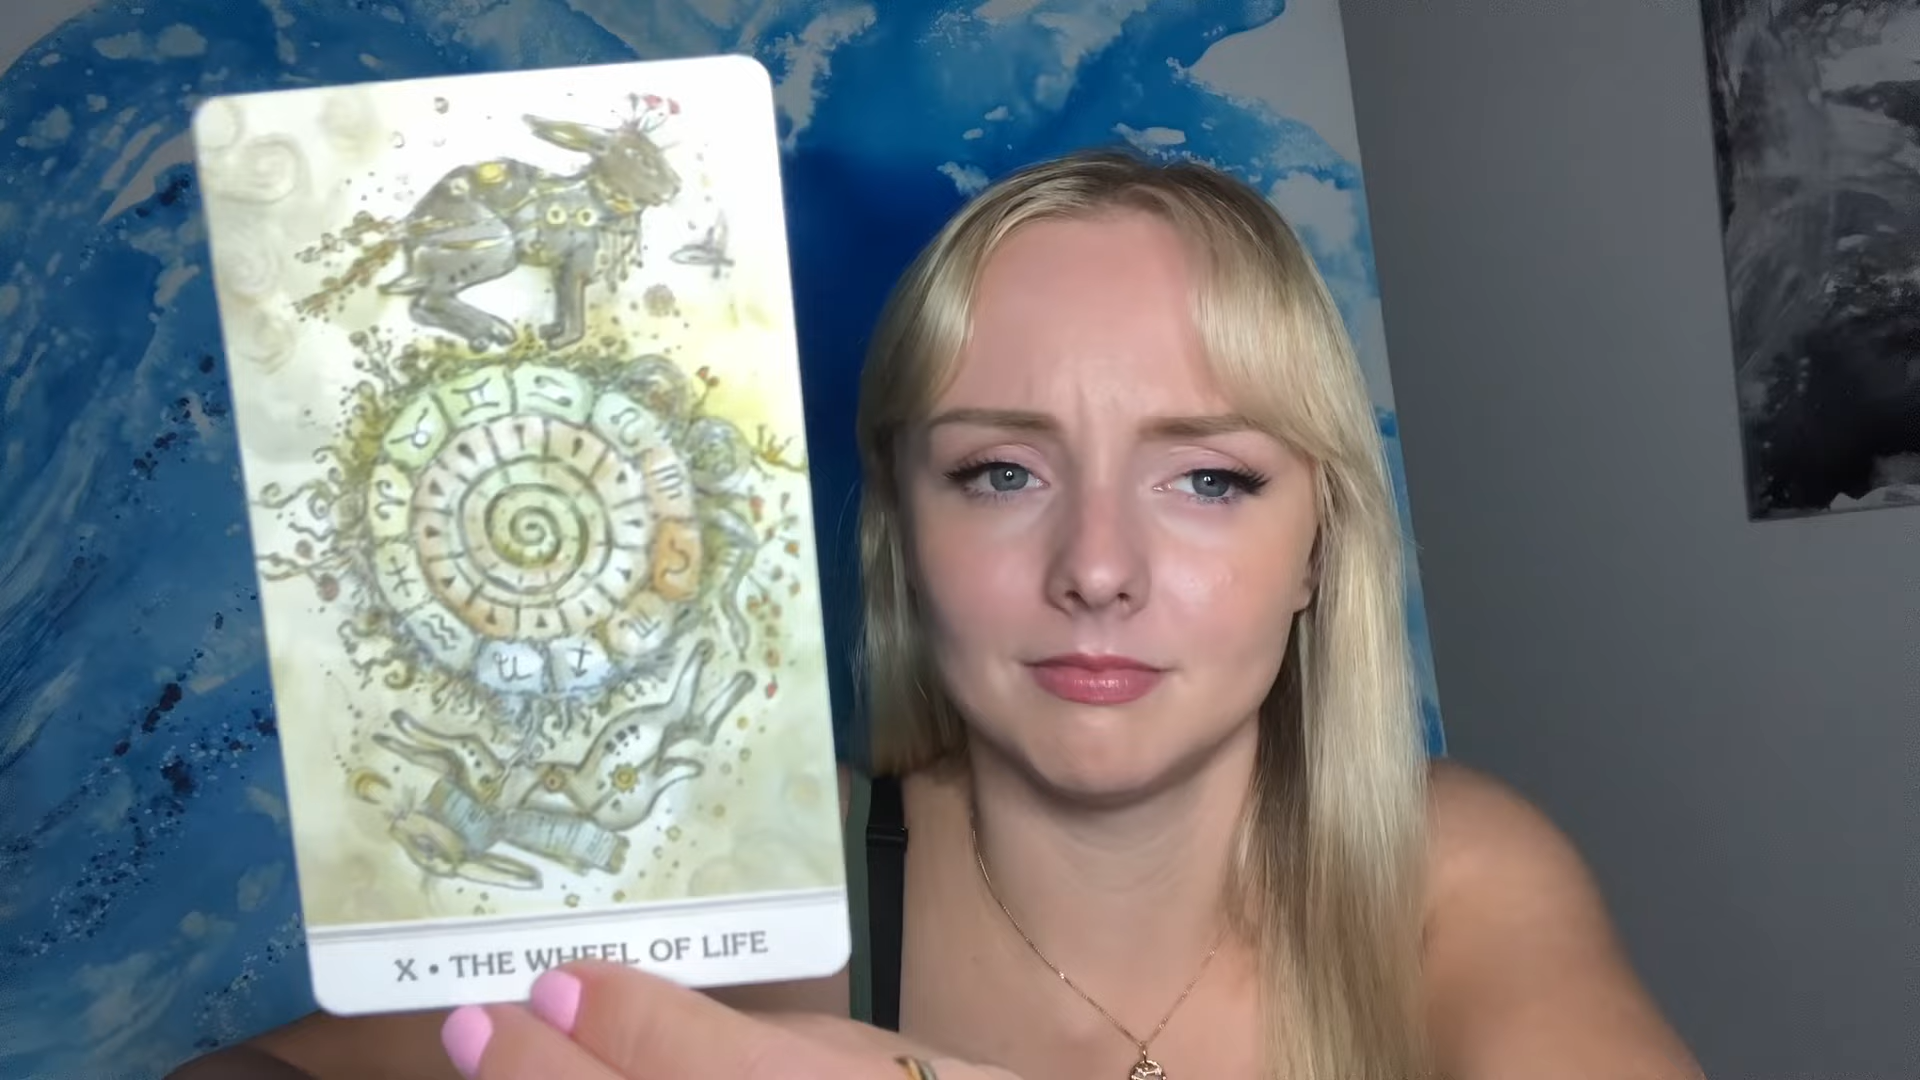 X • THE WHEEL OF LIFE